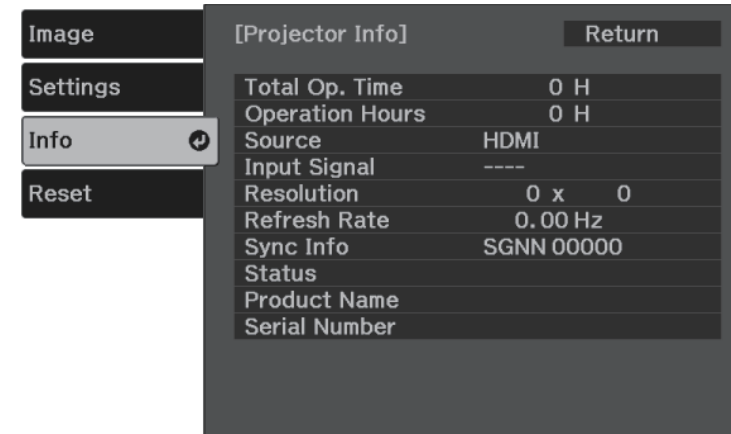 Image
Settings
Info
Reset
[Projector Info] Return
Total Op. Time 0 H
Operation Hours 0 H
Source HDMI
Input Signal ----
Resolution 0 x 0
Refresh Rate 0.00 Hz
Sync Info SGNN 00000
Status
Product Name
Serial Number